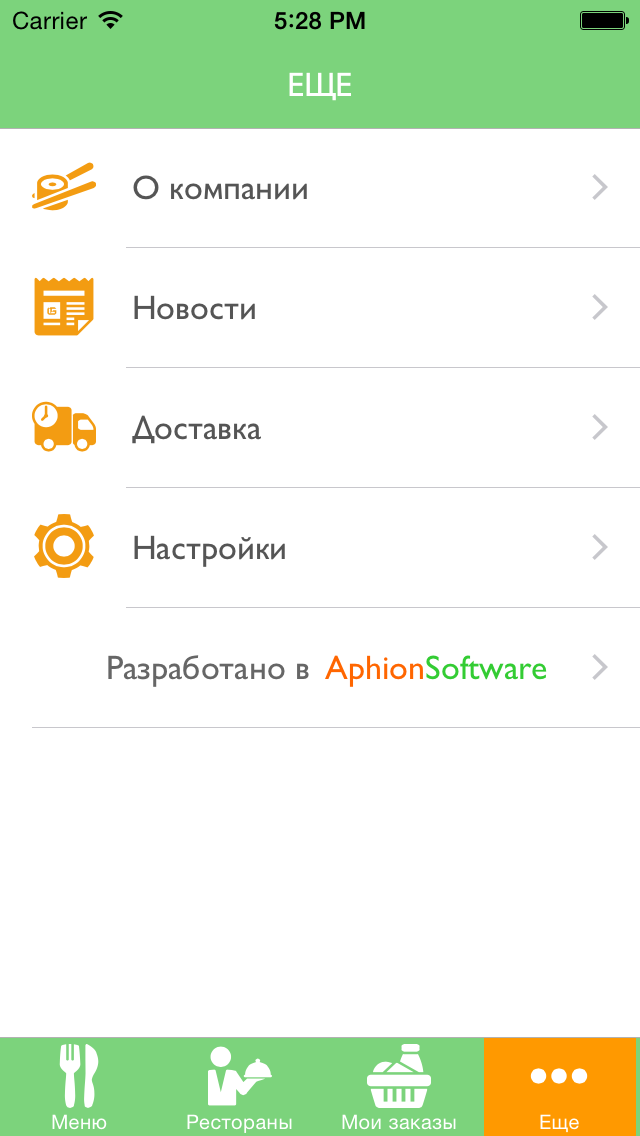 Carrier 5:28 PM
ЕЩЕ
О компании
Новости
Доставка
Настройки
Разработано в AphionSoftware
Меню Рестораны Мои заказы Еще